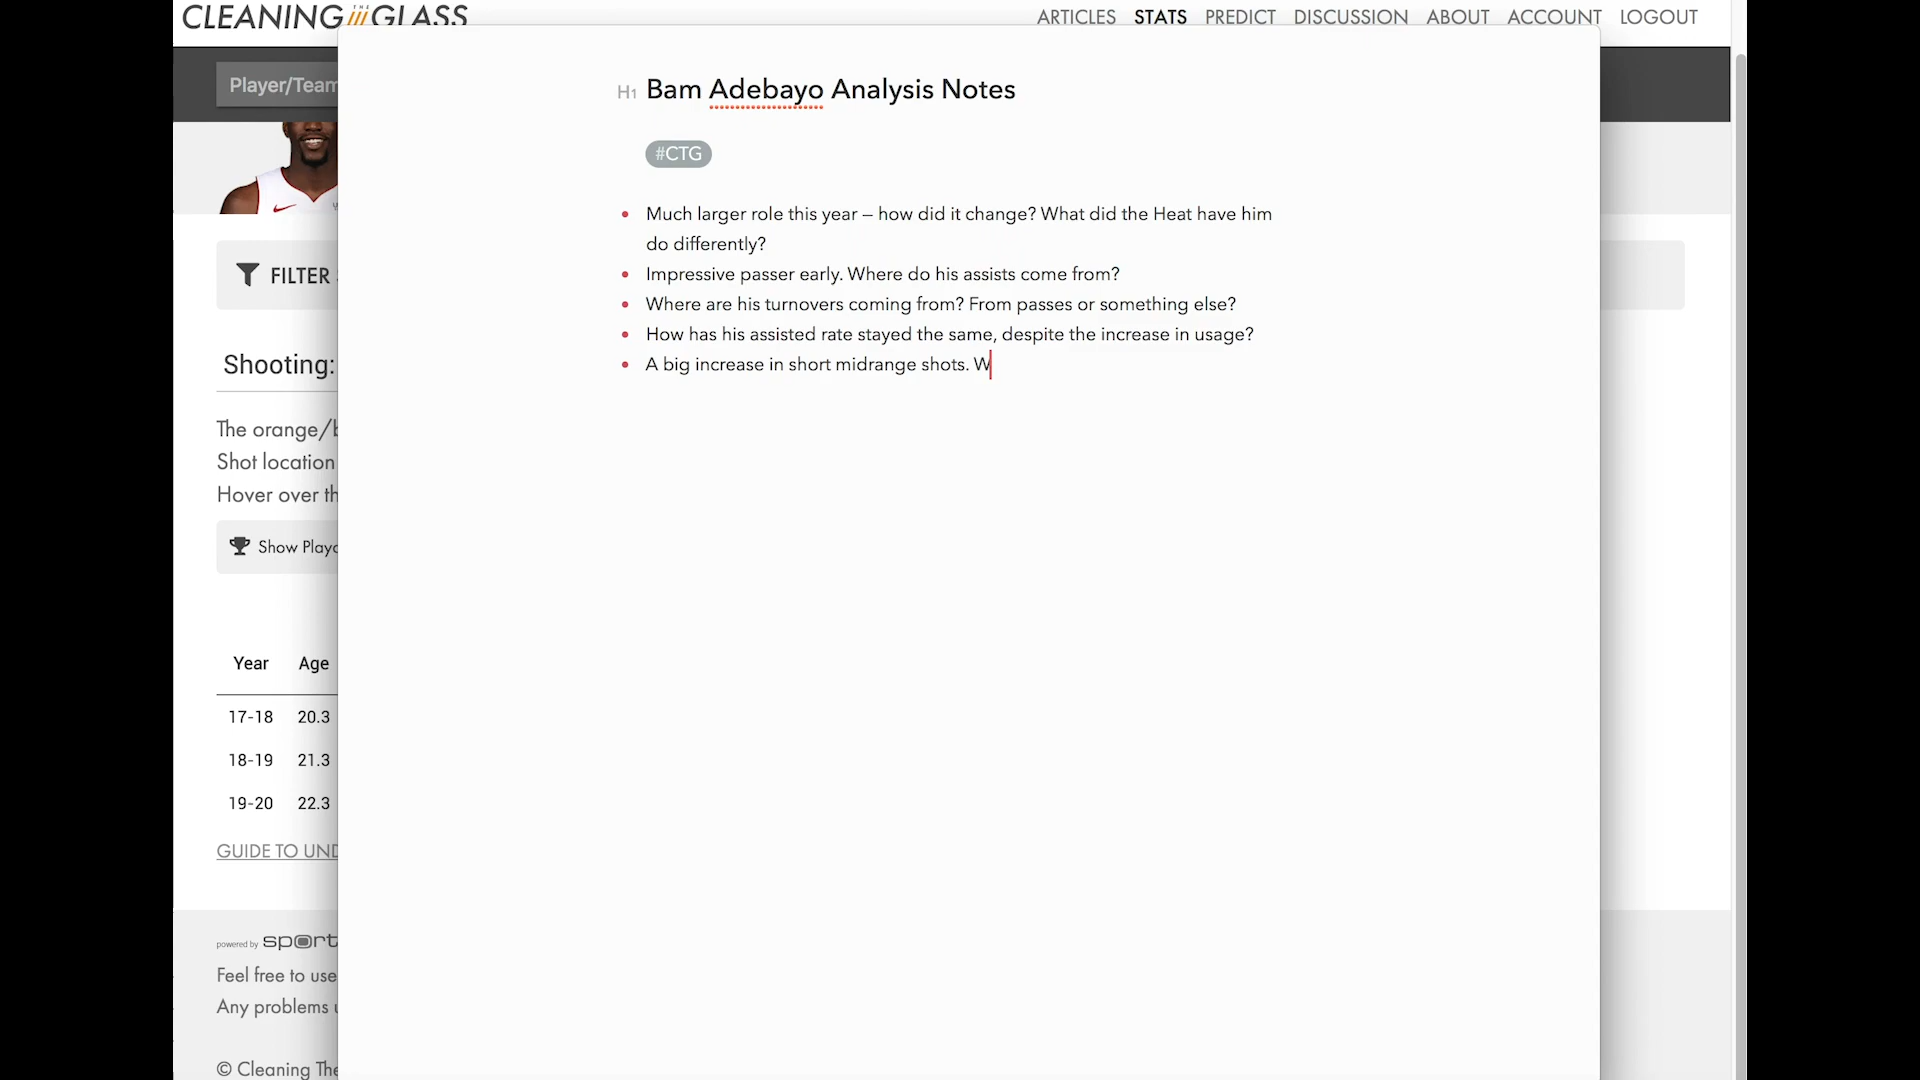 CLEANING THE GLASS
ARTICLES STATS PREDICT DISCUSSION ABOUT ACCOUNT LOGOUT
Player/Team
H1 Bam Adebayo Analysis Notes
#CTG
• Much larger role this year – how did it change? What did the Heat have him
do differently?
• Impressive passer early. Where do his assists come from?
• Where are his turnovers coming from? From passes or something else?
• How has his assisted rate stayed the same, despite the increase in usage?
• A big increase in short midrange shots. W
FILTER
Shooting:
The orange/b
Shot location
Hover over th
Show Playo
Year Age
17-18 20.3
18-19 21.3
19-20 22.3
GUIDE TO UND
powered by sport
Feel free to use
Any problems u
© Cleaning The